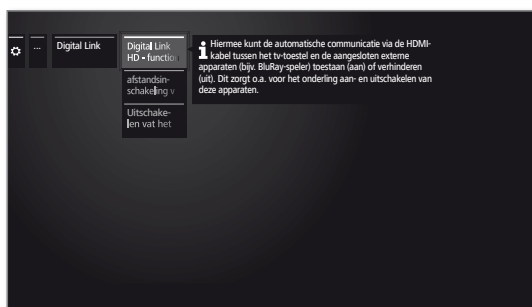 ...
Digital Link
Digital Link
HD - function
afstandsin-
schakeling v
Uitschake-
len vat het
Hiermee kunt de automatische communicatie via de HDMI-
kabel tussen het tv-toestel en de aangesloten externe
apparaten (bijv. BluRay-speler) toestaan (aan) of verhinderen
(uit). Dit zorgt o.a. voor het onderling aan- en uitschakelen van
deze apparaten.